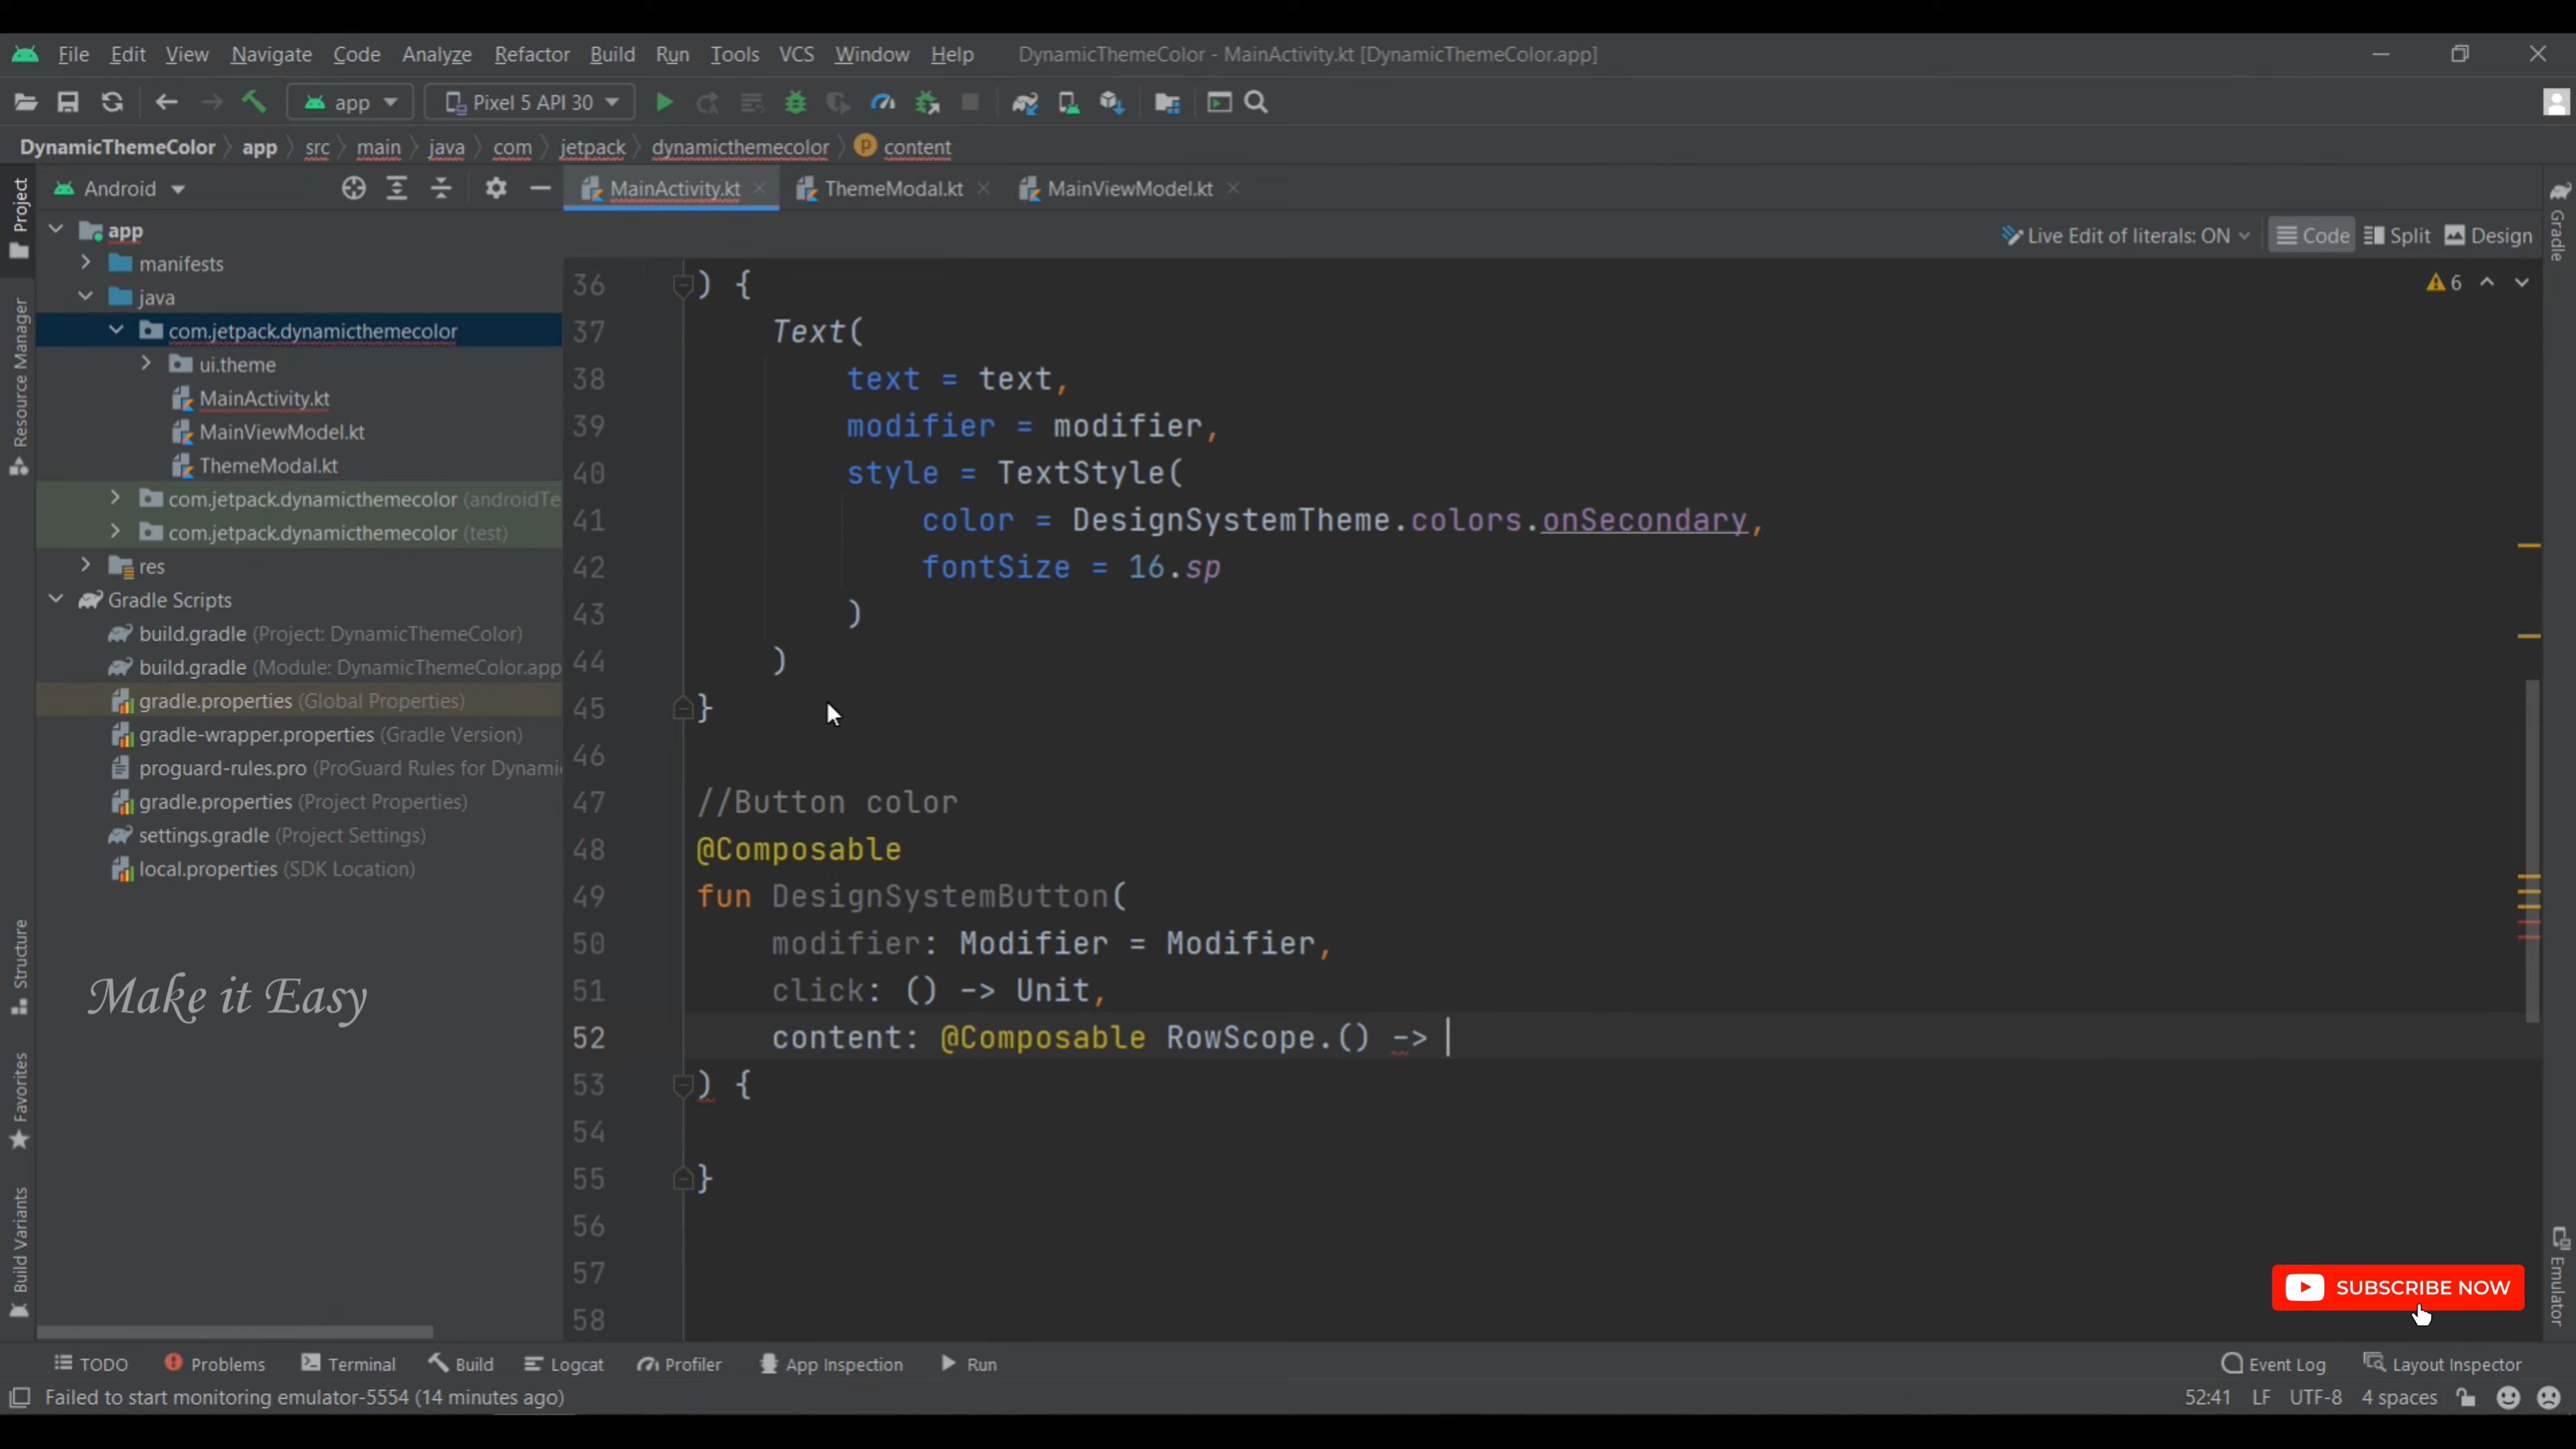 File Edit View Navigate Code Analyze Refactor Build Run Tools VCS Window Help DynamicThemeColor - MainActivity.kt [DynamicThemeColor.app]
app Pixel 5 API 30
DynamicThemeColor app src main java com jetpack dynamicthemecolor content
Android MainActivity.kt ThemeModal.kt MainViewModel.kt
Live Edit of literals: ON Code Split Design
Project
Resource Manager
Structure
Favorites
Build Variants
app
manifests
java
com.jetpack.dynamicthemecolor
ui.theme
MainActivity.kt
MainViewModel.kt
ThemeModal.kt
com.jetpack.dynamicthemecolor (androidTe
com.jetpack.dynamicthemecolor (test)
res
Gradle Scripts
build.gradle (Project: DynamicThemeColor)
build.gradle (Module: DynamicThemeColor.app
gradle.properties (Global Properties)
gradle-wrapper.properties (Gradle Version)
proguard-rules.pro (ProGuard Rules for Dynami
gradle.properties (Project Properties)
settings.gradle (Project Settings)
local.properties (SDK Location)
Make it Easy
6
36 ) {
37 Text(
38 text = text,
39 modifier = modifier,
40 style = TextStyle(
41 color = DesignSystemTheme.colors.onSecondary,
42 fontSize = 16.sp
43 )
44 )
45 }
46
47 //Button color
48 @Composable
49 fun DesignSystemButton(
50 modifier: Modifier = Modifier,
51 click: () -> Unit,
52 content: @Composable RowScope.() ->
53 ) {
54
55 }
56
57
58
Gradle
Emulator
SUBSCRIBE NOW
TODO Problems Terminal Build Logcat Profiler App Inspection Run Event Log Layout Inspector
Failed to start monitoring emulator-5554 (14 minutes ago) 52:41 LF UTF-8 4 spaces